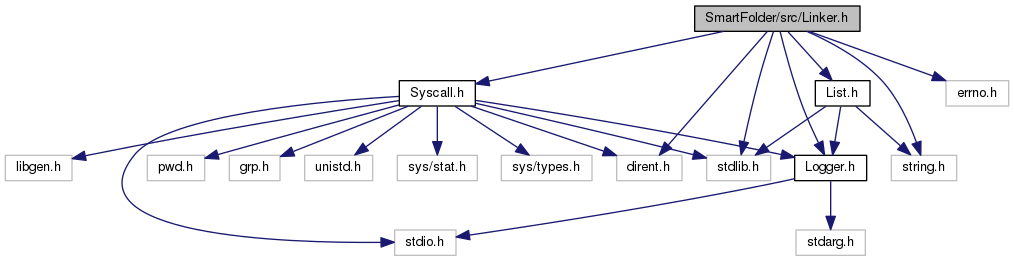 SmartFolder/src/Linker.h
Syscall.h
List.h
errno.h
libgen.h
pwd.h
grp.h
unistd.h
sys/stat.h
sys/types.h
dirent.h
stdlib.h
Logger.h
string.h
stdio.h
stdarg.h